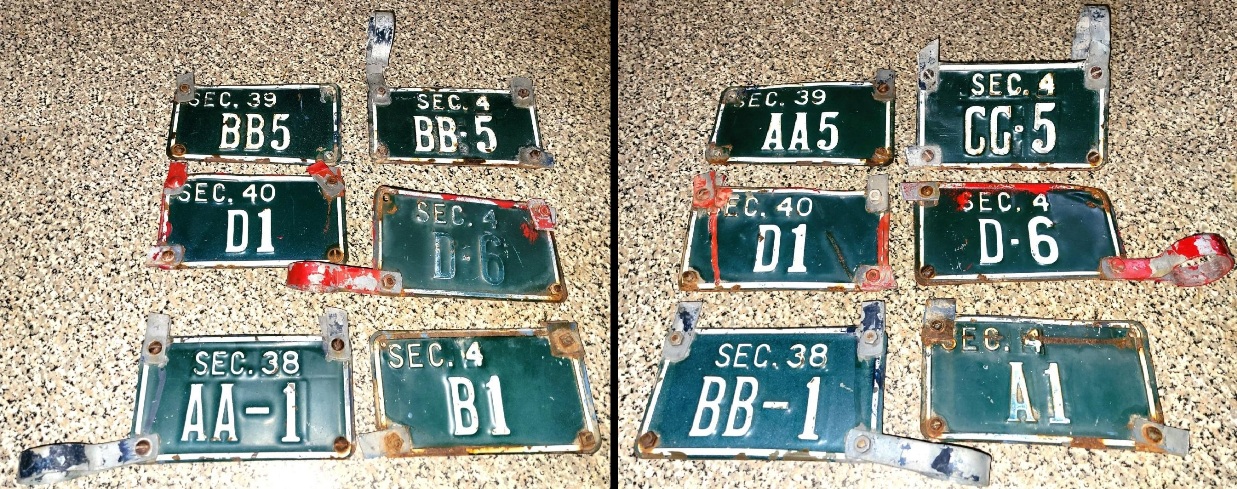 SEC. 39
BB5
SEC. 4
BB-5
SEC. 40
D1
SEC. 4
D-6
SEC. 38
AA-1
SEC. 14
B1
SEC. 39
AA5
SEC. 4
CC-5
SEC. 40
D1
SEC. 4
D-6
SEC. 38
BB-1
SEC. 14
A1